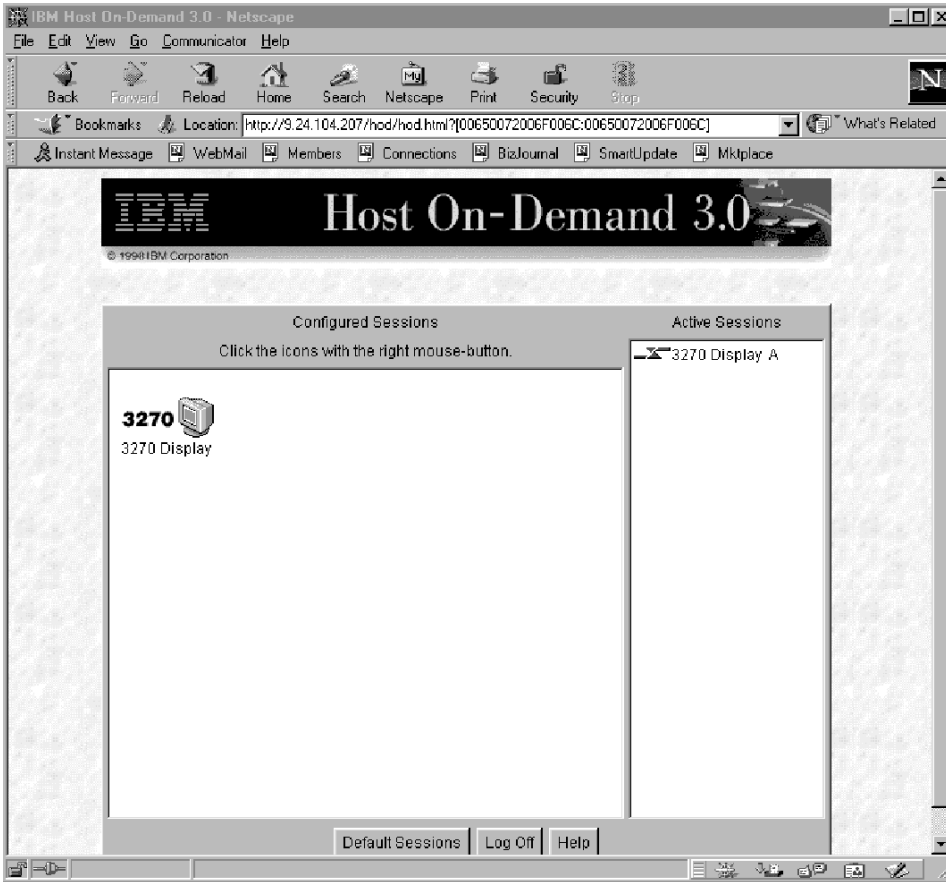 IBM Host On-Demand 3.0 - Netscape
File Edit View Go Communicator Help
Back Forward Reload Home Search Netscape Print Security Stop
My
N
Bookmarks Location: http://9.24.104.207/hod/hod.html?[00650072006F006C:00650072006F006C] What's Related
Instant Message WebMail Members Connections BizJournal SmartUpdate Mktplace
IBM Host On-Demand 3.0
© 1998 IBM Corporation
Configured Sessions
Click the icons with the right mouse-button.
Active Sessions
3270 Display A
3270
3270 Display
Default Sessions Log Off Help